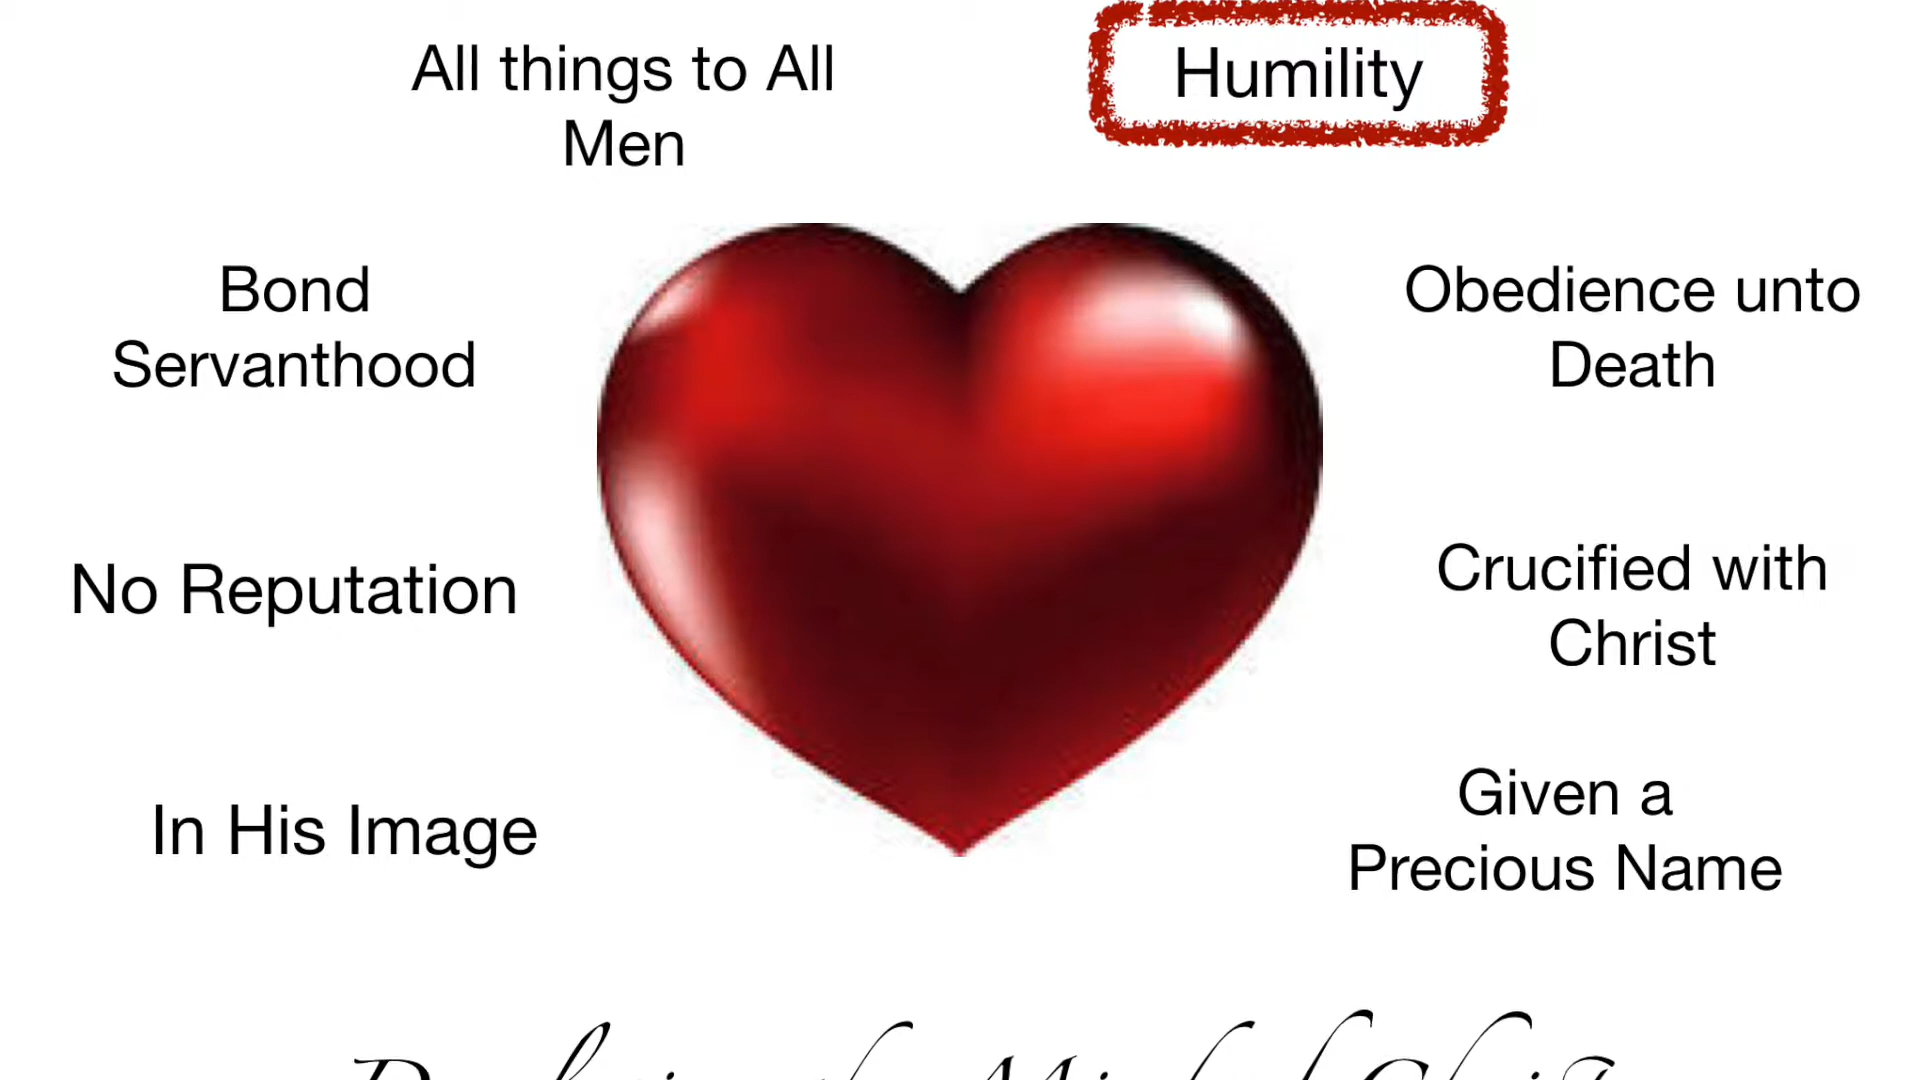 All things to All
Men
Humility
Bond
Servanthood
Obedience unto
Death
No Reputation
Crucified with
Christ
In His Image
Given a
Precious Name